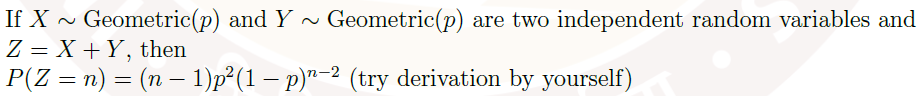 If X ∼ Geometric(p) and Y ∼ Geometric(p) are two independent random variables and
Z = X + Y, then
P(Z = n) = (n − 1)p²(1 − p)ⁿ⁻² (try derivation by yourself)